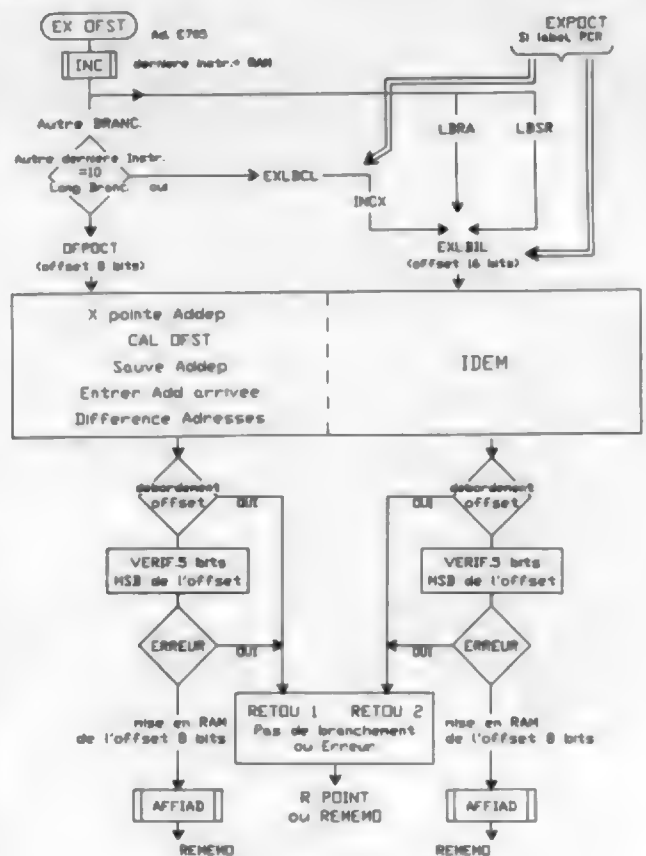 EX OFST
Ad. E785
INC
derniere Instr.= RAM
EXPOCT
SI label, PCR
Autre BRANC.
LBRA
LBSR
Autre derniere Instr.
=10
Long Branc.
oui
EXLBCL
INCX
OFPOCT
(offset 8 bits)
EXLBIL
(offset 16 bits)
X pointe Addep
CAL OFST
Sauve Addep
Entrer Add arrivee
Difference Adresses
IDEM
debordement
offset
OUI
debordement
offset
OUI
VERIF.5 bits
MSB de l'offset
VERIF.5 bits
MSB de l'offset
ERREUR
OUI
ERREUR
OUI
RETOU 1
RETOU 2
Pas de branchement
ou Erreur
mise en RAM
de l'offset 8 bits
mise en RAM
de l'offset 8 bits
R POINT
ou REMEMO
AFFIAD
AFFIAD
REMEMO
REMEMO